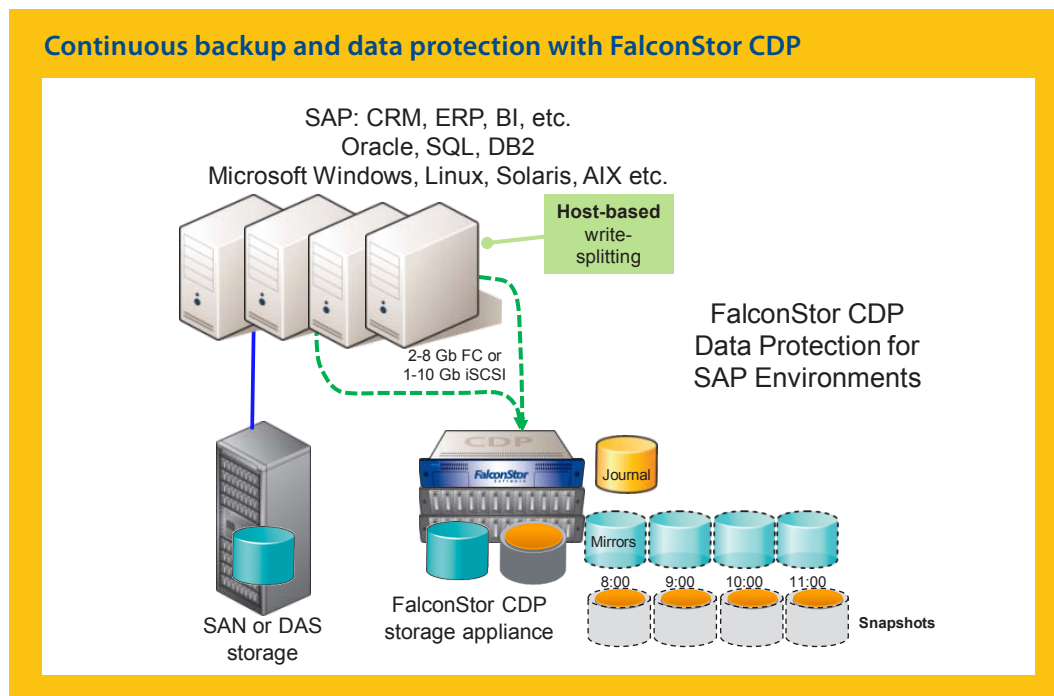 Continuous backup and data protection with FalconStor CDP
SAP: CRM, ERP, BI, etc.
Oracle, SQL, DB2
Microsoft Windows, Linux, Solaris, AIX etc.
Host-based
write-
splitting
FalconStor CDP
Data Protection for
SAP Environments
2-8 Gb FC or
1-10 Gb iSCSI
CDP
FalconStor
SOFTWARE
Journal
Mirrors
8:00 9:00 10:00 11:00
Snapshots
SAN or DAS
storage
FalconStor CDP
storage appliance